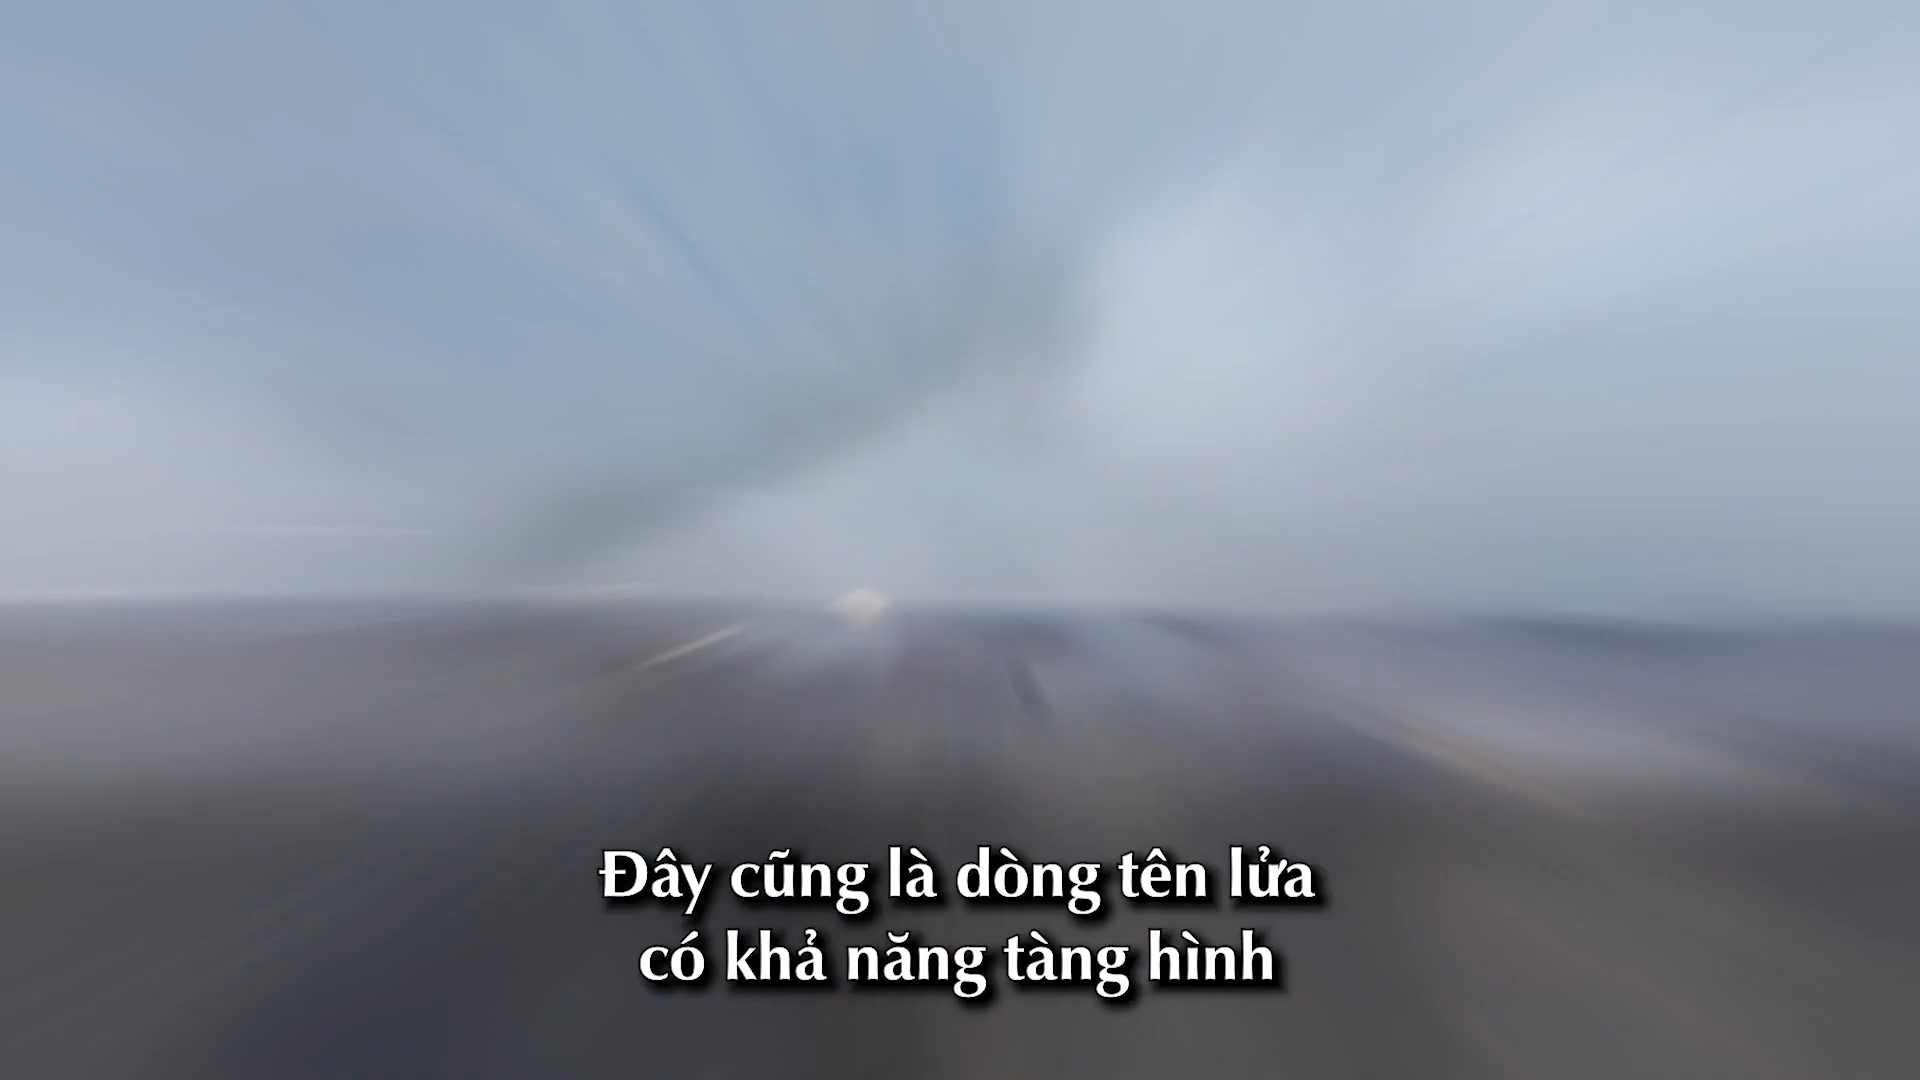 Đây cũng là dòng tên lửa
có khả năng tàng hình